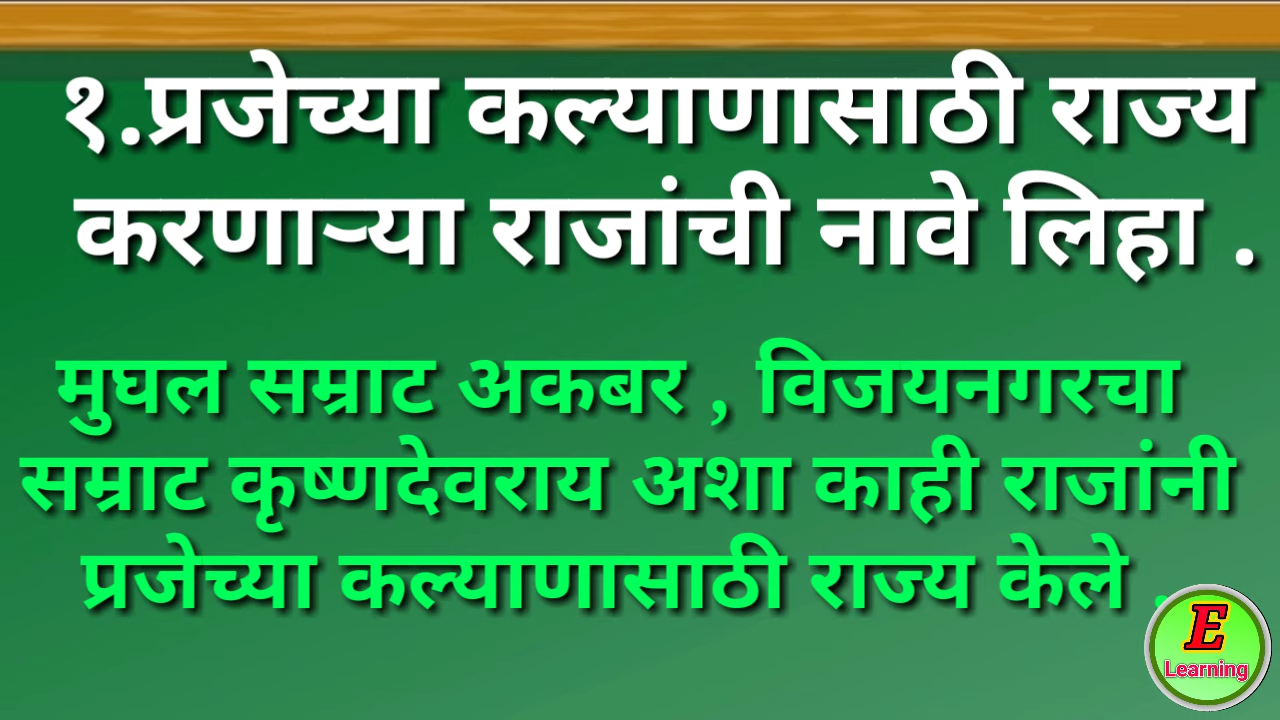 १.प्रजेच्या कल्याणासाठी राज्य
करणाऱ्या राजांची नावे लिहा .
मुघल सम्राट अकबर , विजयनगरचा
सम्राट कृष्णदेवराय अशा काही राजांनी
प्रजेच्या कल्याणासाठी राज्य केले .
E
Learning